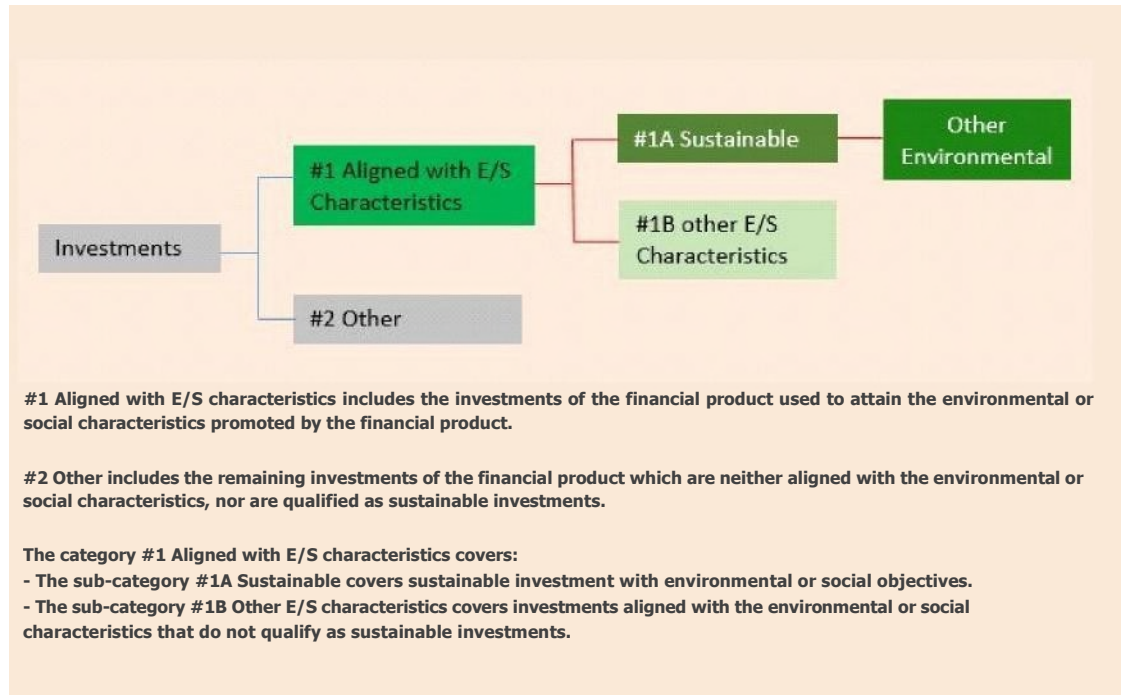 Investments
#1 Aligned with E/S
Characteristics
#2 Other
#1A Sustainable
#1B other E/S
Characteristics
Other
Environmental
#1 Aligned with E/S characteristics includes the investments of the financial product used to attain the environmental or
social characteristics promoted by the financial product.
#2 Other includes the remaining investments of the financial product which are neither aligned with the environmental or
social characteristics, nor are qualified as sustainable investments.
The category #1 Aligned with E/S characteristics covers:
- The sub-category #1A Sustainable covers sustainable investment with environmental or social objectives.
- The sub-category #1B Other E/S characteristics covers investments aligned with the environmental or social
characteristics that do not qualify as sustainable investments.